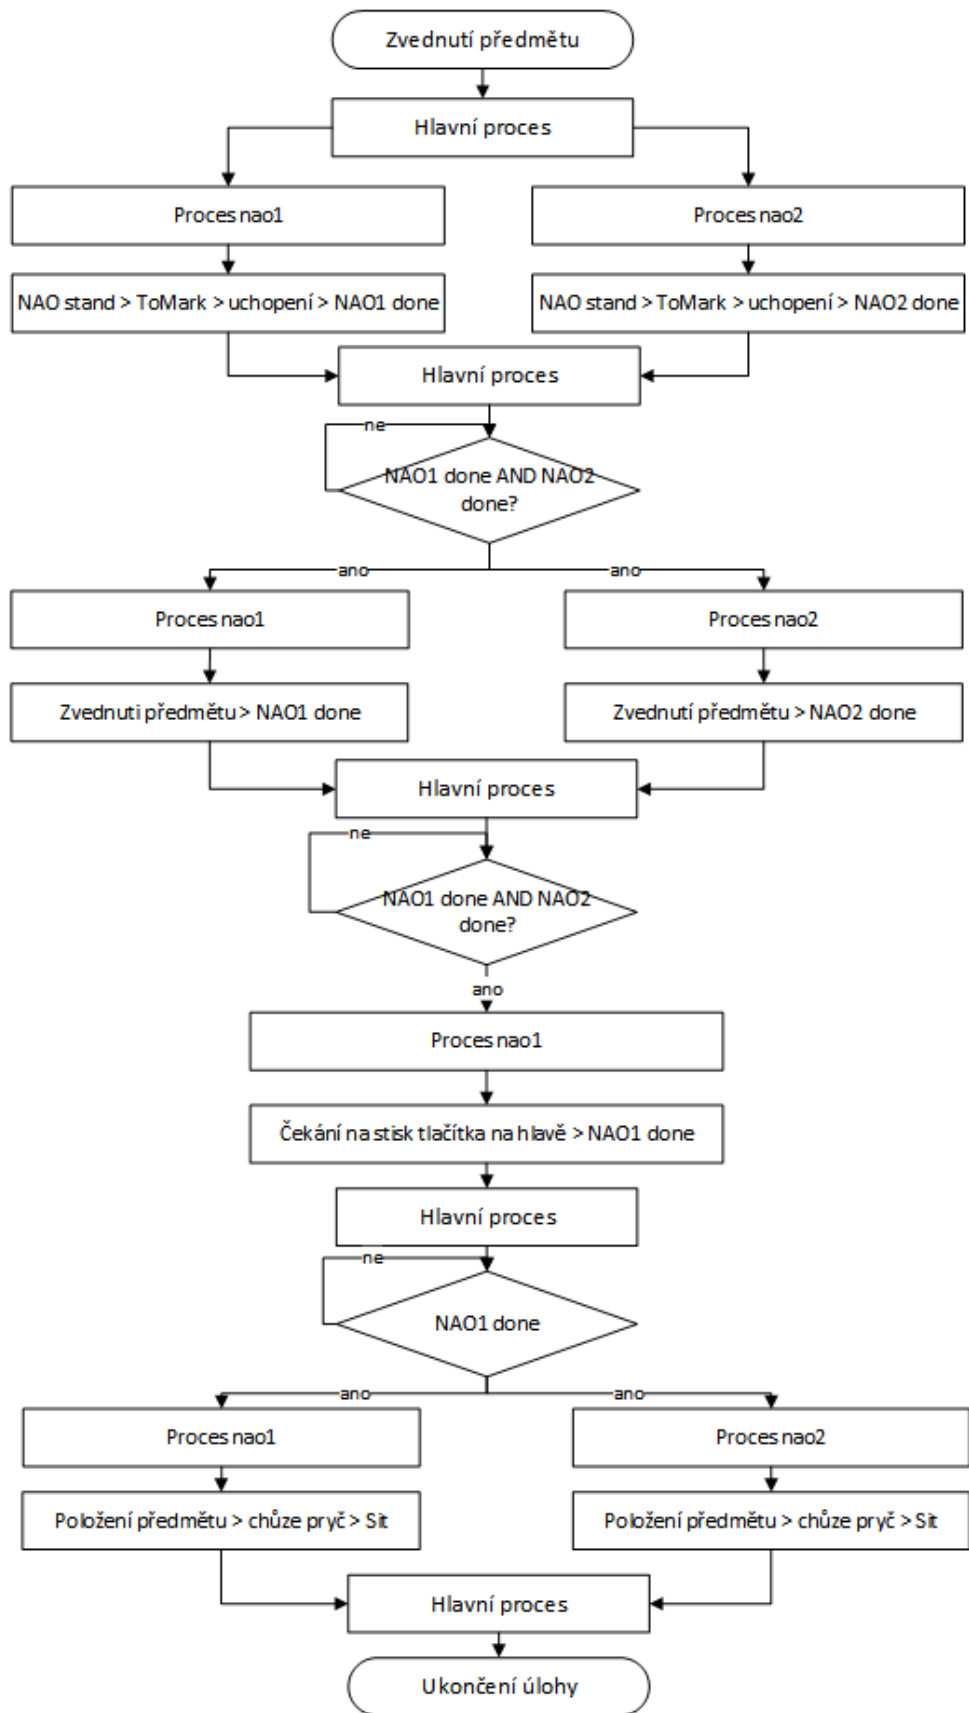 Zvednutí předmětu
Hlavní proces
Proces nao1
Proces nao2
NAO stand > ToMark > uchopení > NAO1 done
NAO stand > ToMark > uchopení > NAO2 done
Hlavní proces
ne
NAO1 done AND NAO2
done?
ano
ano
Proces nao1
Proces nao2
Zvednuti předmětu > NAO1 done
Zvednutí předmětu > NAO2 done
Hlavní proces
ne
NAO1 done AND NAO2
done?
ano
Proces nao1
Čekání na stisk tlačítka na hlavě > NAO1 done
Hlavní proces
ne
NAO1 done
ano
ano
Proces nao1
Proces nao2
Položení předmětu > chůze pryč > Sit
Položení předmětu > chůze pryč > Sit
Hlavní proces
Ukončení úlohy